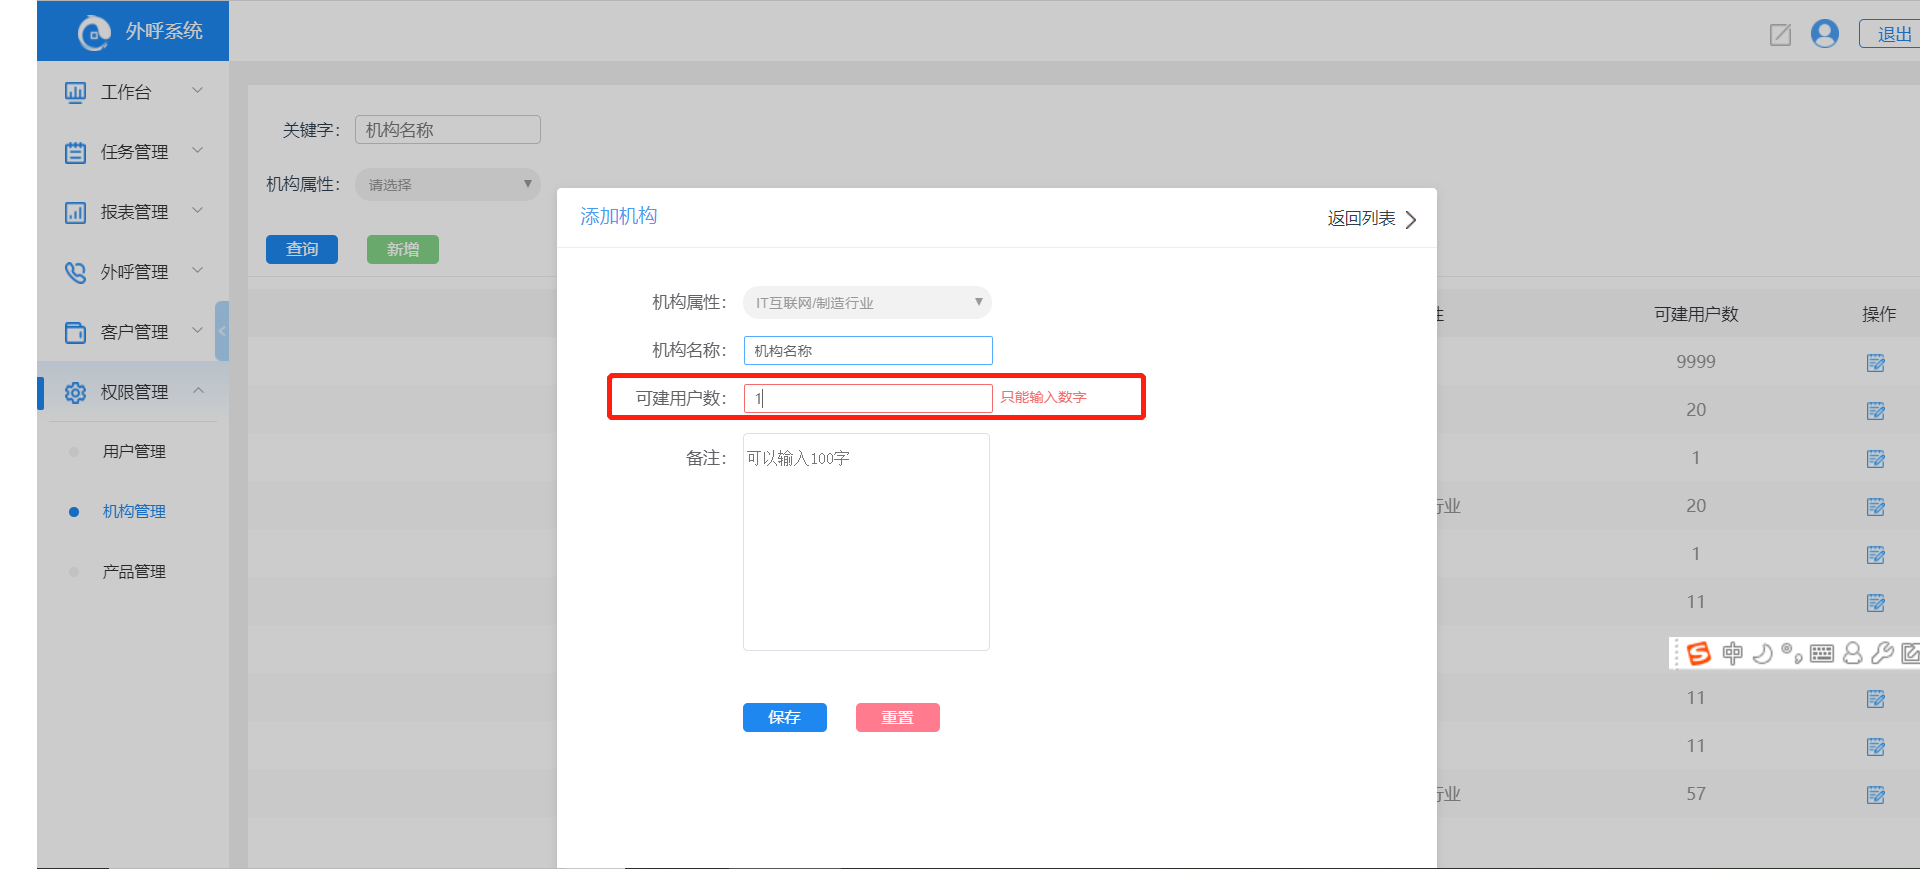 外呼系统
退出
工作台
任务管理
报表管理
外呼管理
客户管理
权限管理
用户管理
机构管理
产品管理
关键字： 机构名称
机构属性： 请选择
查询 新增
添加机构 返回列表
机构属性： IT互联网/制造行业
机构名称： 机构名称
可建用户数： 1 只能输入数字
备注： 可以输入100字
保存 重置
可建用户数 操作
9999
20
1
行业 20
1
11
中
11
11
行业 57